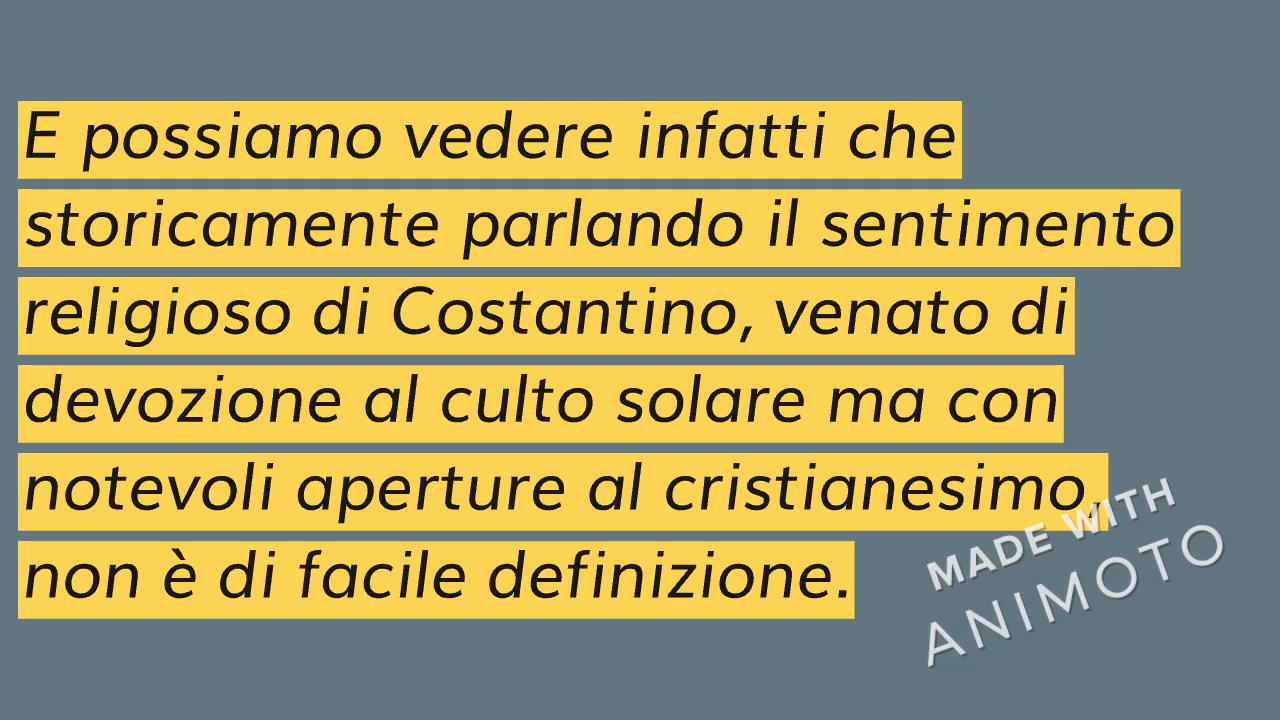 E possiamo vedere infatti che
storicamente parlando il sentimento
religioso di Costantino, venato di
devozione al culto solare ma con
notevoli aperture al cristianesimo,
non è di facile definizione.
MADE WITH
ANIMOTO